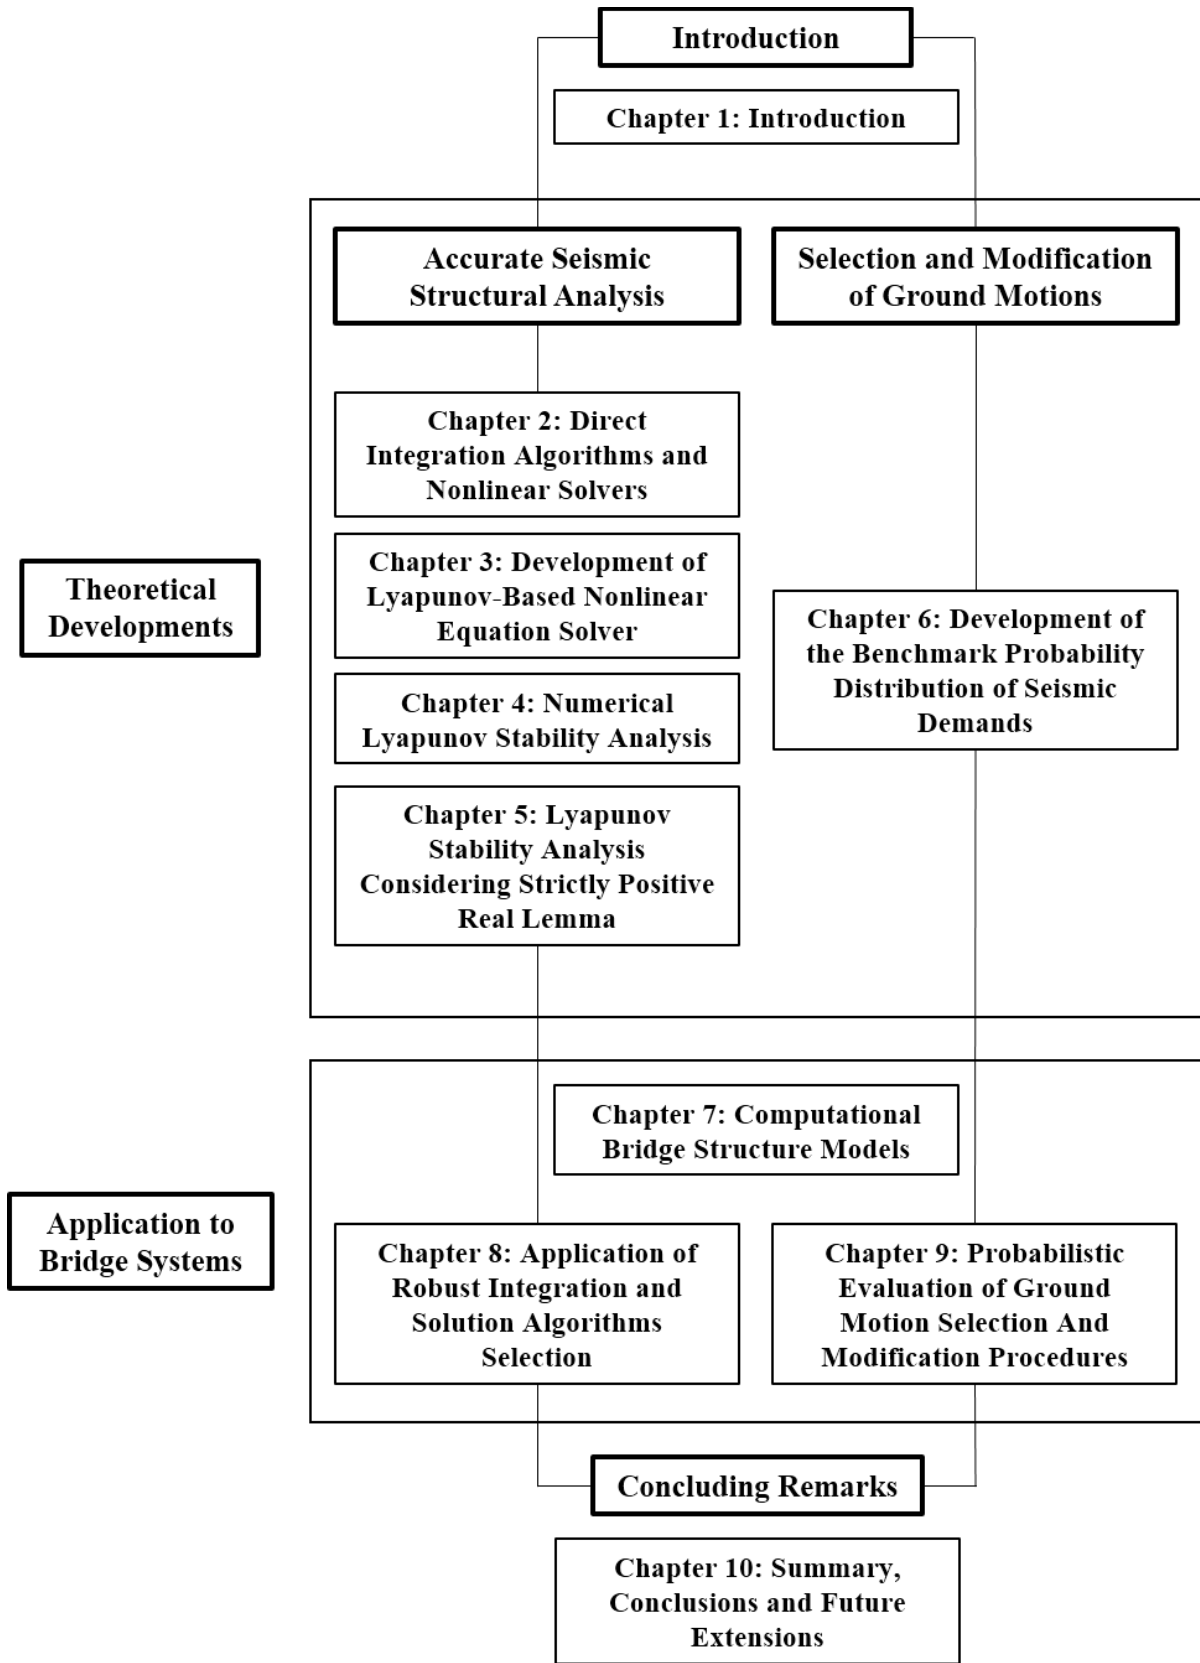 Introduction
Chapter 1: Introduction
Accurate Seismic
Structural Analysis
Selection and Modification
of Ground Motions
Chapter 2: Direct
Integration Algorithms and
Nonlinear Solvers
Chapter 3: Development of
Lyapunov-Based Nonlinear
Equation Solver
Theoretical
Developments
Chapter 6: Development of
the Benchmark Probability
Distribution of Seismic
Demands
Chapter 4: Numerical
Lyapunov Stability Analysis
Chapter 5: Lyapunov
Stability Analysis
Considering Strictly Positive
Real Lemma
Chapter 7: Computational
Bridge Structure Models
Application to
Bridge Systems
Chapter 8: Application of
Robust Integration and
Solution Algorithms
Selection
Chapter 9: Probabilistic
Evaluation of Ground
Motion Selection And
Modification Procedures
Concluding Remarks
Chapter 10: Summary,
Conclusions and Future
Extensions